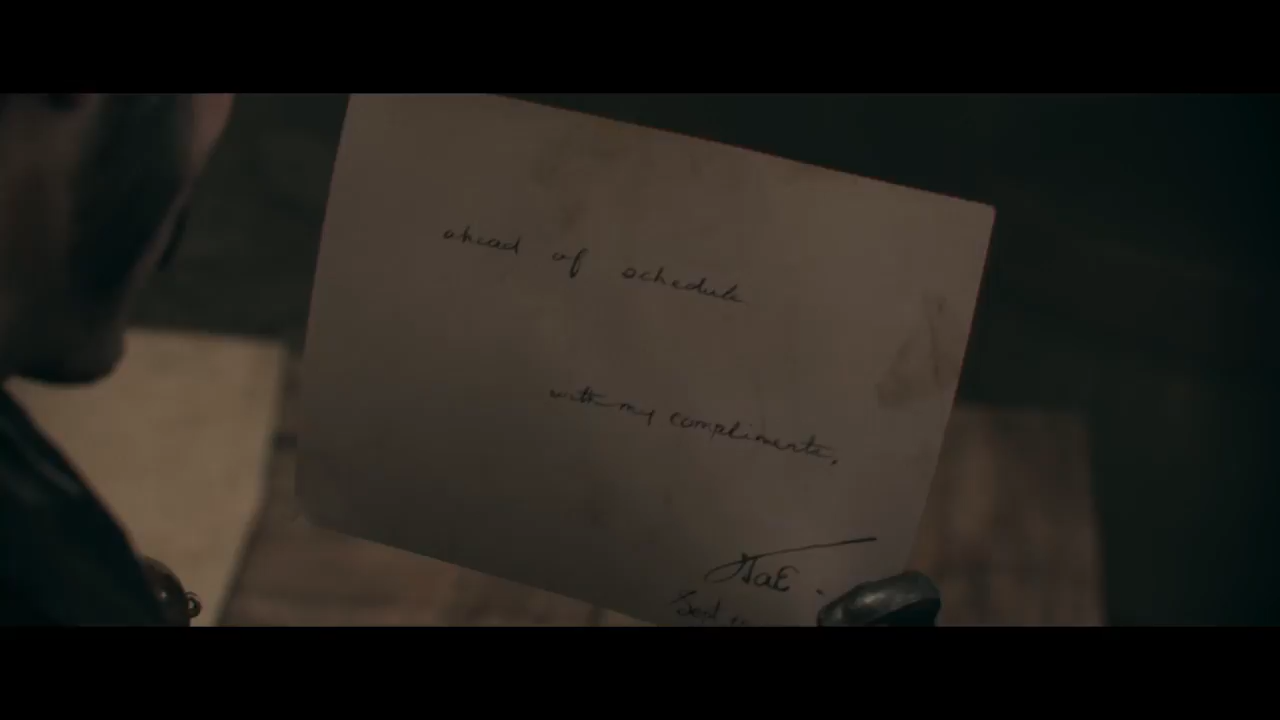 ahead of schedule
with my compliments,